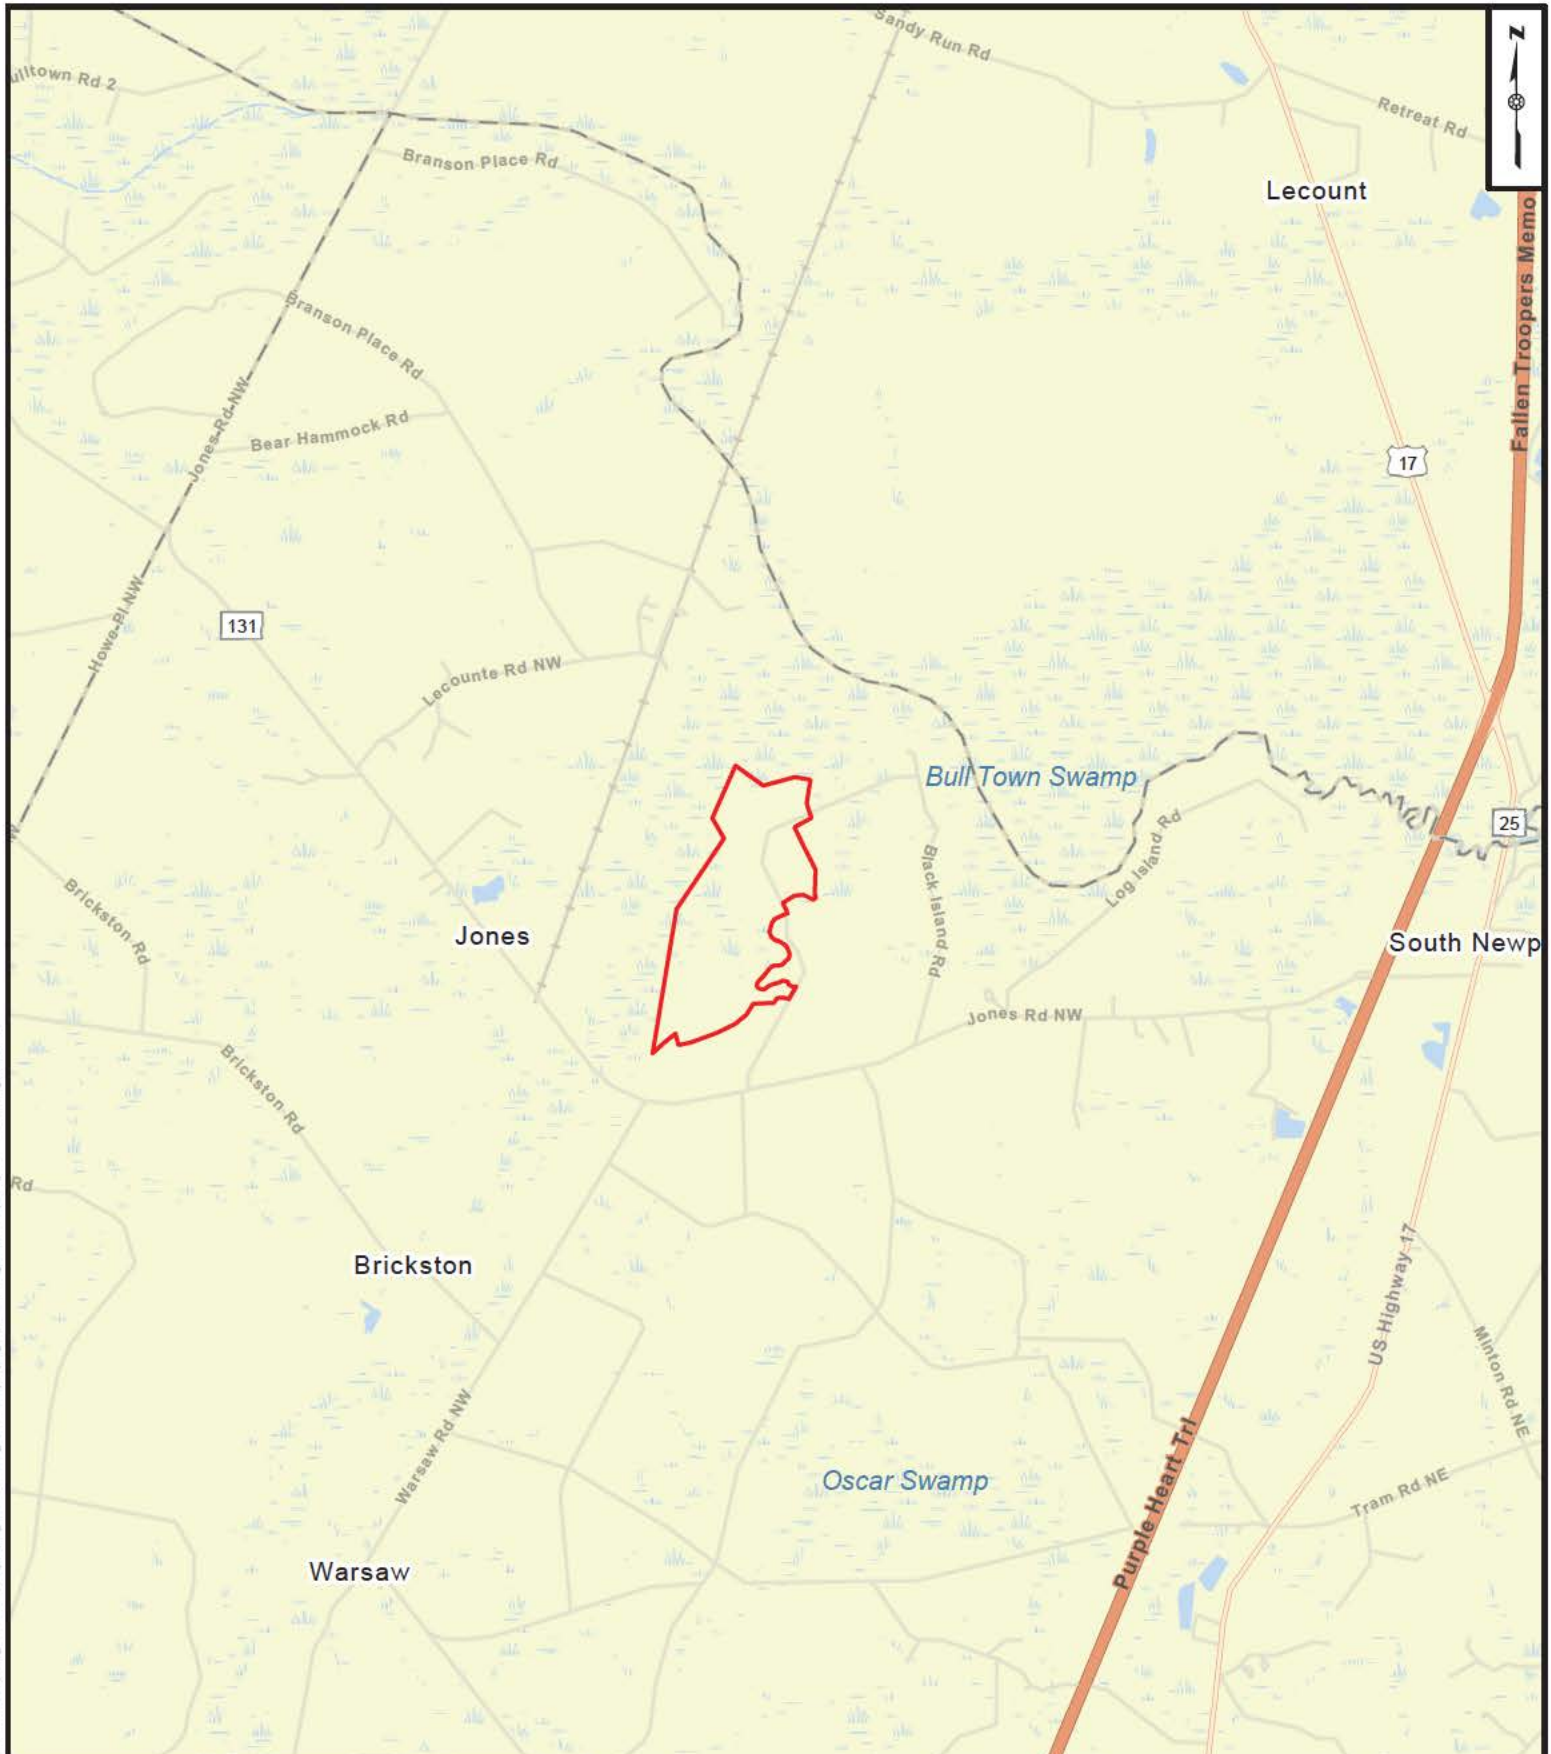 Sandy Run Rd
N
ulltown Rd 2
Retreat Rd
Branson Place Rd
Lecount
Fallen Troopers Memo
Branson Place Rd
Jones Rd NW
Bear Hammock Rd
17
Howe Pl NW
131
Lecounte Rd NW
Bull Town Swamp
W
25
Log Island Rd
Black Island Rd
Brickston Rd
Jones
South Newp
Jones Rd NW
Brickston Rd
Rd
Brickston
US Highway 17
Minton Rd NE
Warsaw Rd NW
Purple Heart Trl
Oscar Swamp
Tram Rd NE
Warsaw